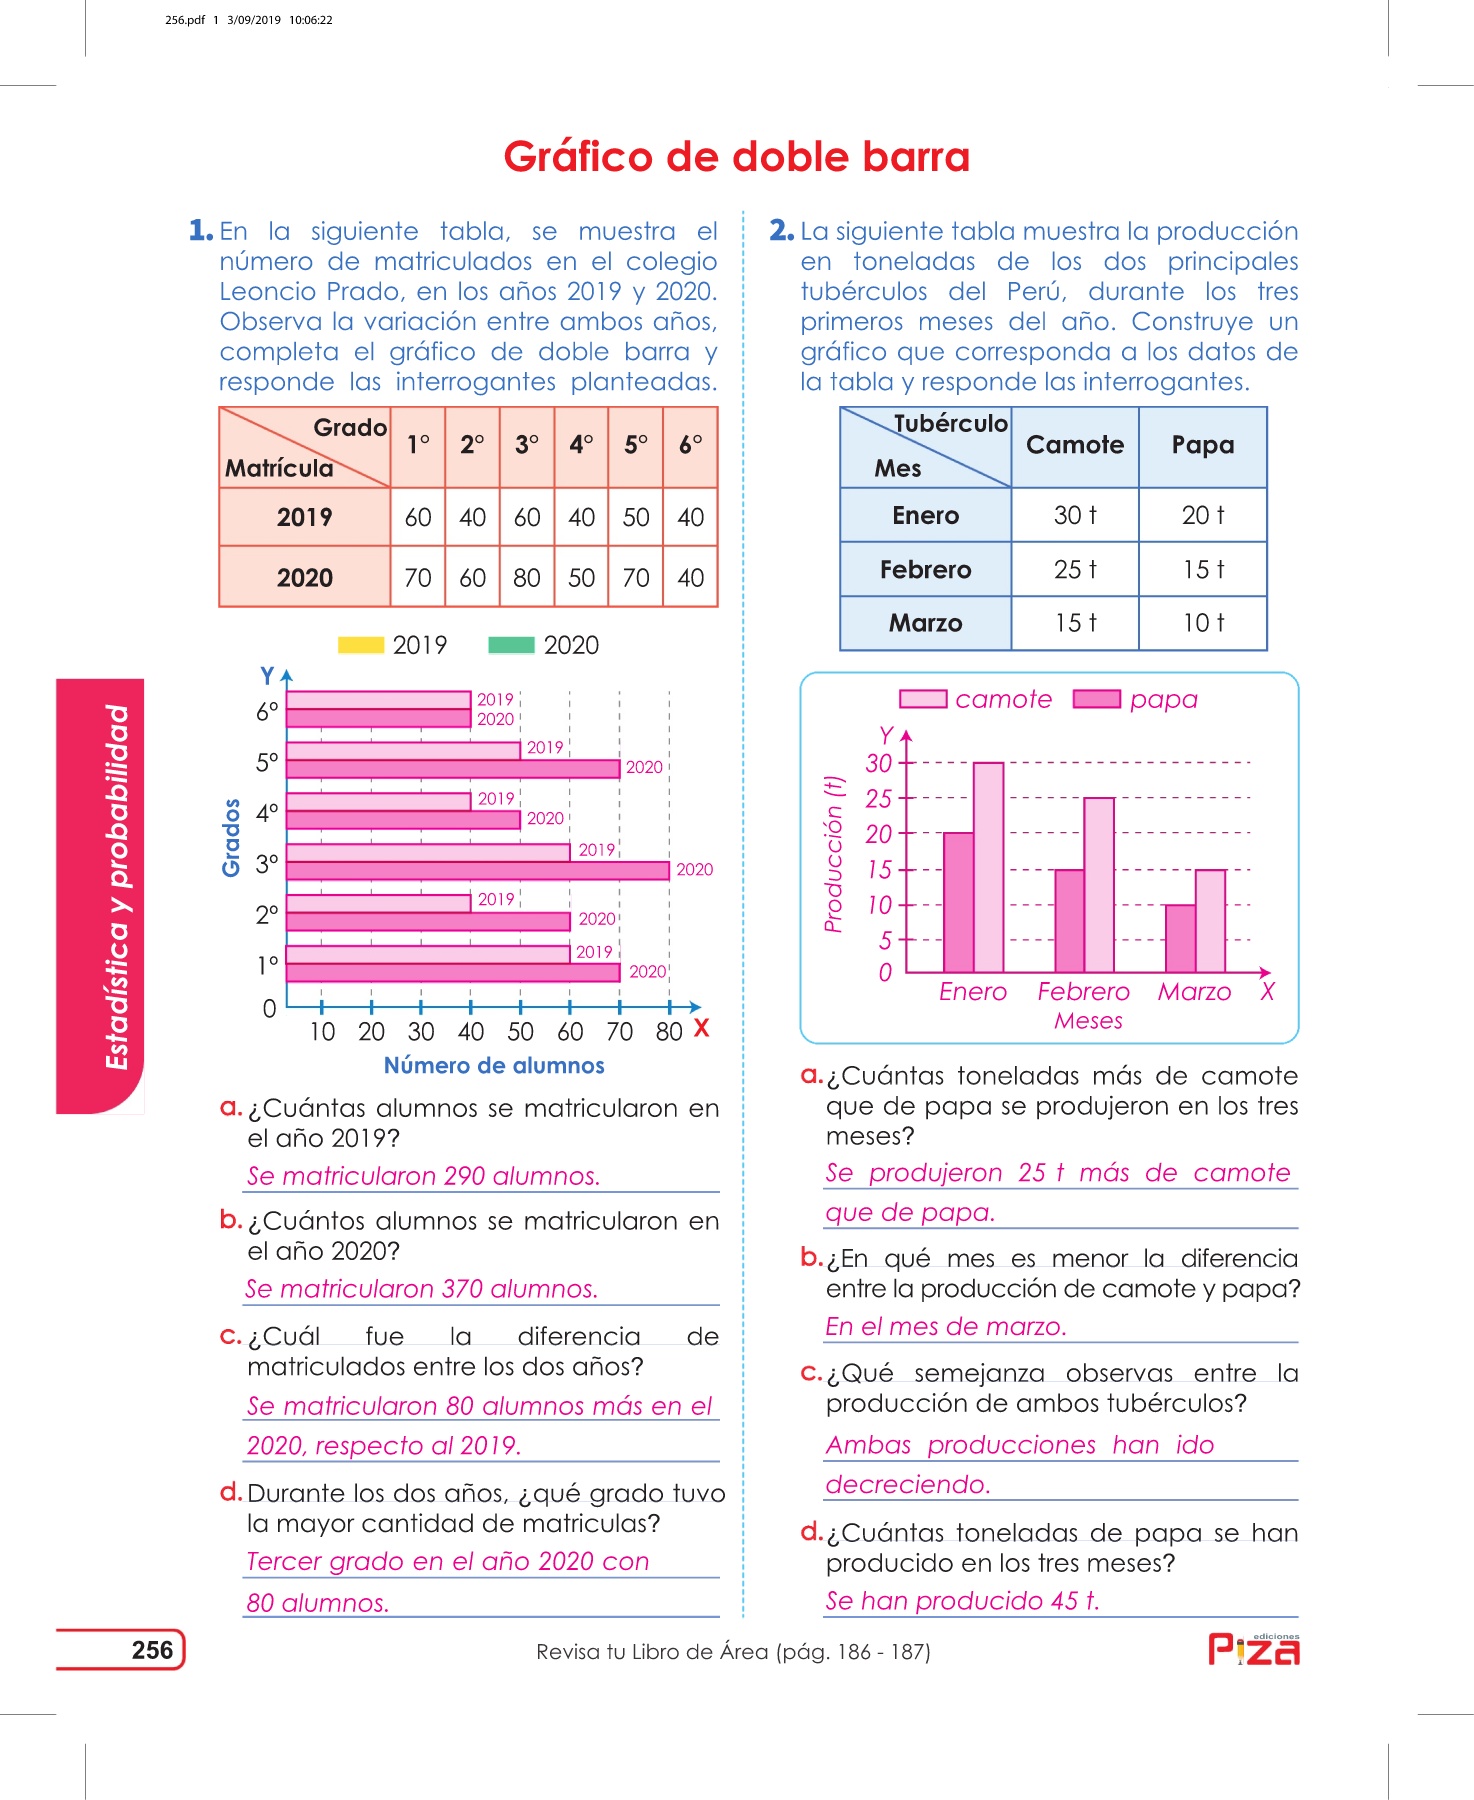 256.pdf 1 3/09/2019 10:06:22
Gráfico de doble barra
1. En la siguiente tabla, se muestra el
número de matriculados en el colegio
Leoncio Prado, en los años 2019 y 2020.
Observa la variación entre ambos años,
completa el gráfico de doble barra y
responde las interrogantes planteadas.
Grado 1° 2° 3° 4° 5° 6°
Matrícula
2019 60 40 60 40 50 40
2020 70 60 80 50 70 40
2019 2020
Y
6° 2019
2020
5° 2019
2020
4° 2019
2020
3° 2019
2020
2° 2019
2020
1° 2019
2020
0
10 20 30 40 50 60 70 80 X
Grados
Número de alumnos
a. ¿Cuántas alumnos se matricularon en
el año 2019?
Se matricularon 290 alumnos.
b. ¿Cuántos alumnos se matricularon en
el año 2020?
Se matricularon 370 alumnos.
c. ¿Cuál fue la diferencia de
matriculados entre los dos años?
Se matricularon 80 alumnos más en el
2020, respecto al 2019.
d. Durante los dos años, ¿qué grado tuvo
la mayor cantidad de matriculas?
Tercer grado en el año 2020 con
80 alumnos.
2. La siguiente tabla muestra la producción
en toneladas de los dos principales
tubérculos del Perú, durante los tres
primeros meses del año. Construye un
gráfico que corresponda a los datos de
la tabla y responde las interrogantes.
Tubérculo Camote Papa
Mes
Enero 30 t 20 t
Febrero 25 t 15 t
Marzo 15 t 10 t
camote papa
Y
30
25
20
15
10
5
0
Producción (t)
Enero Febrero Marzo X
Meses
a. ¿Cuántas toneladas más de camote
que de papa se produjeron en los tres
meses?
Se produjeron 25 t más de camote
que de papa.
b. ¿En qué mes es menor la diferencia
entre la producción de camote y papa?
En el mes de marzo.
c. ¿Qué semejanza observas entre la
producción de ambos tubérculos?
Ambas producciones han ido
decreciendo.
d. ¿Cuántas toneladas de papa se han
producido en los tres meses?
Se han producido 45 t.
Estadística y probabilidad
256
Revisa tu Libro de Área (pág. 186 - 187)
ediciones
Piza